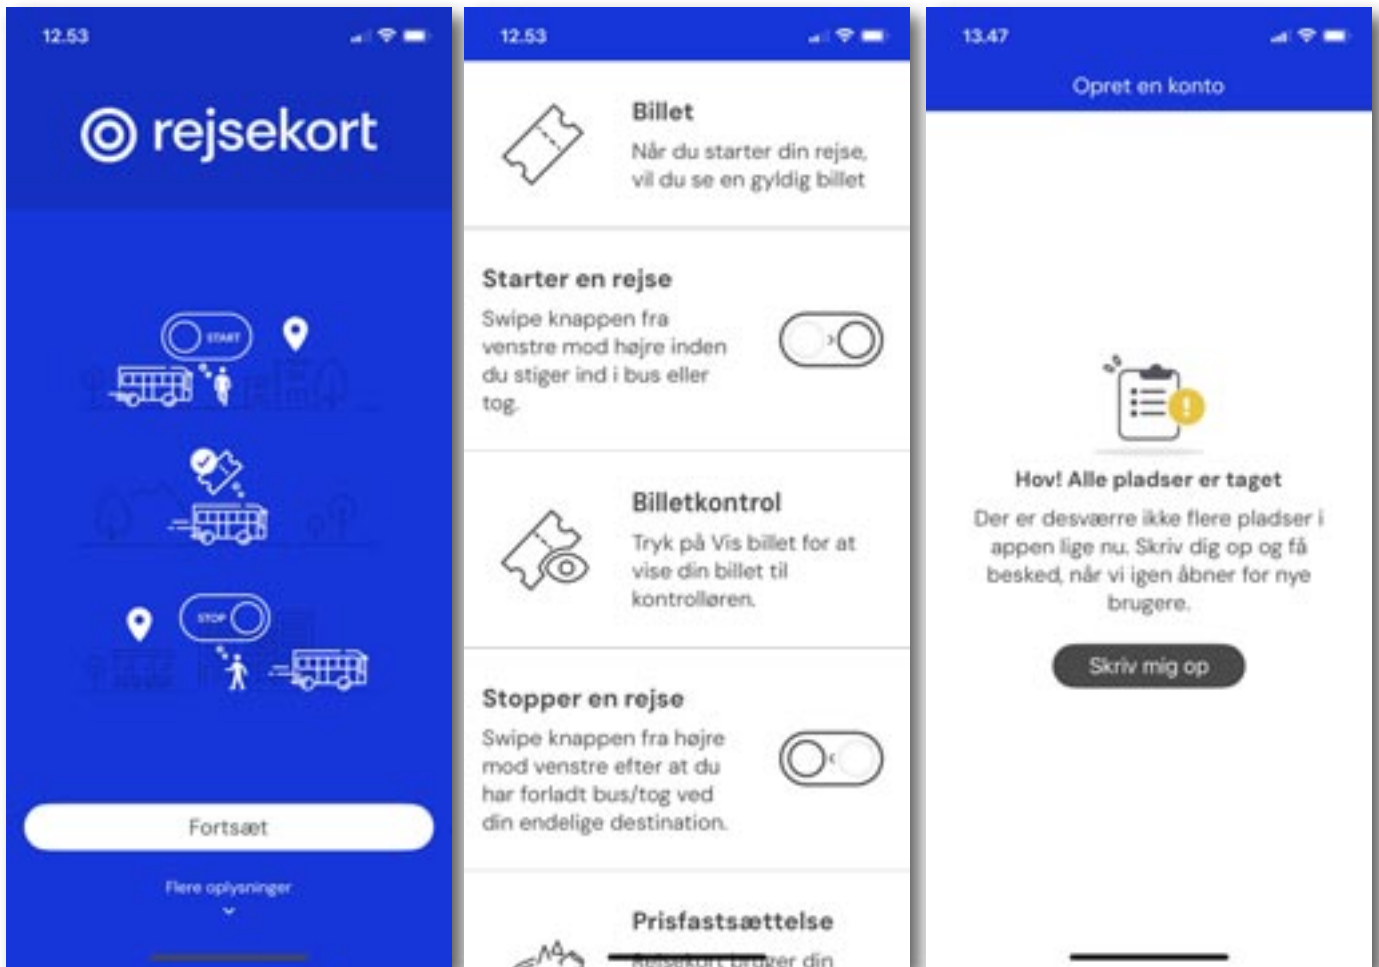 12.53
rejsekort
START
STOP
Fortsæt
Flere oplysninger
12.53
Billet
Når du starter din rejse,
vil du se en gyldig billet
Starter en rejse
Swipe knappen fra
venstre mod højre inden
du stiger ind i bus eller
tog.
Billetkontrol
Tryk på Vis billet for at
vise din billet til
kontrolløren.
Stopper en rejse
Swipe knappen fra højre
mod venstre efter at du
har forladt bus/tog ved
din endelige destination.
Prisfastsættelse
Rejsekort bruger din
13.47
Opret en konto
Hov! Alle pladser er taget
Der er desværre ikke flere pladser i
appen lige nu. Skriv dig op og få
besked, når vi igen åbner for nye
brugere.
Skriv mig op